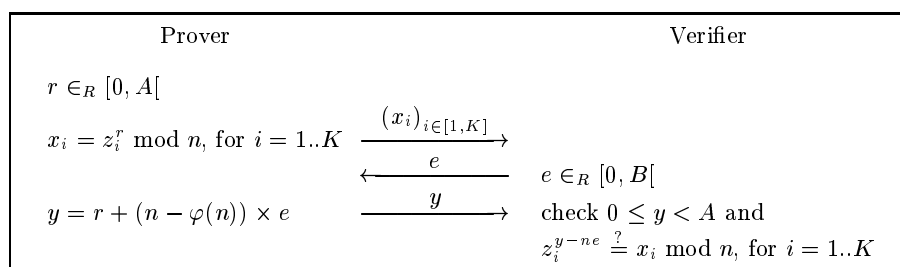 Prover Verifier
r ∈_R [0, A[
x_i = z_i^r mod n, for i = 1..K (x_i)_{i∈[1,K]}
e e ∈_R [0, B[
y = r + (n − φ(n)) × e y check 0 ≤ y < A and
z_i^{y−ne} ≟ x_i mod n, for i = 1..K